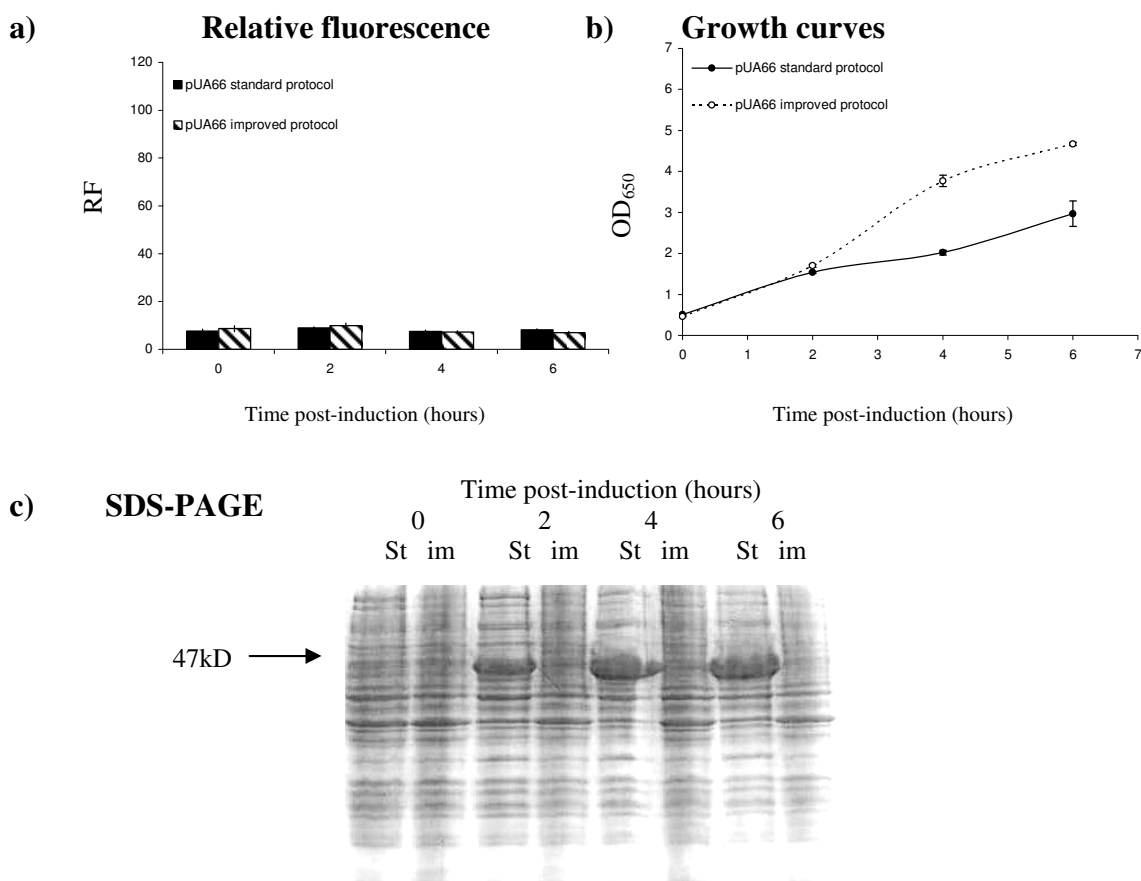 a) Relative fluorescence
120
100
80
60
40
20
0
RF
pUA66 standard protocol
pUA66 improved protocol
0 2 4 6
Time post-induction (hours)
b) Growth curves
7
6
5
4
3
2
1
0
OD650
pUA66 standard protocol
pUA66 improved protocol
0 1 2 3 4 5 6 7
Time post-induction (hours)
c) SDS-PAGE
Time post-induction (hours)
0 2 4 6
St im St im St im St im
47kD